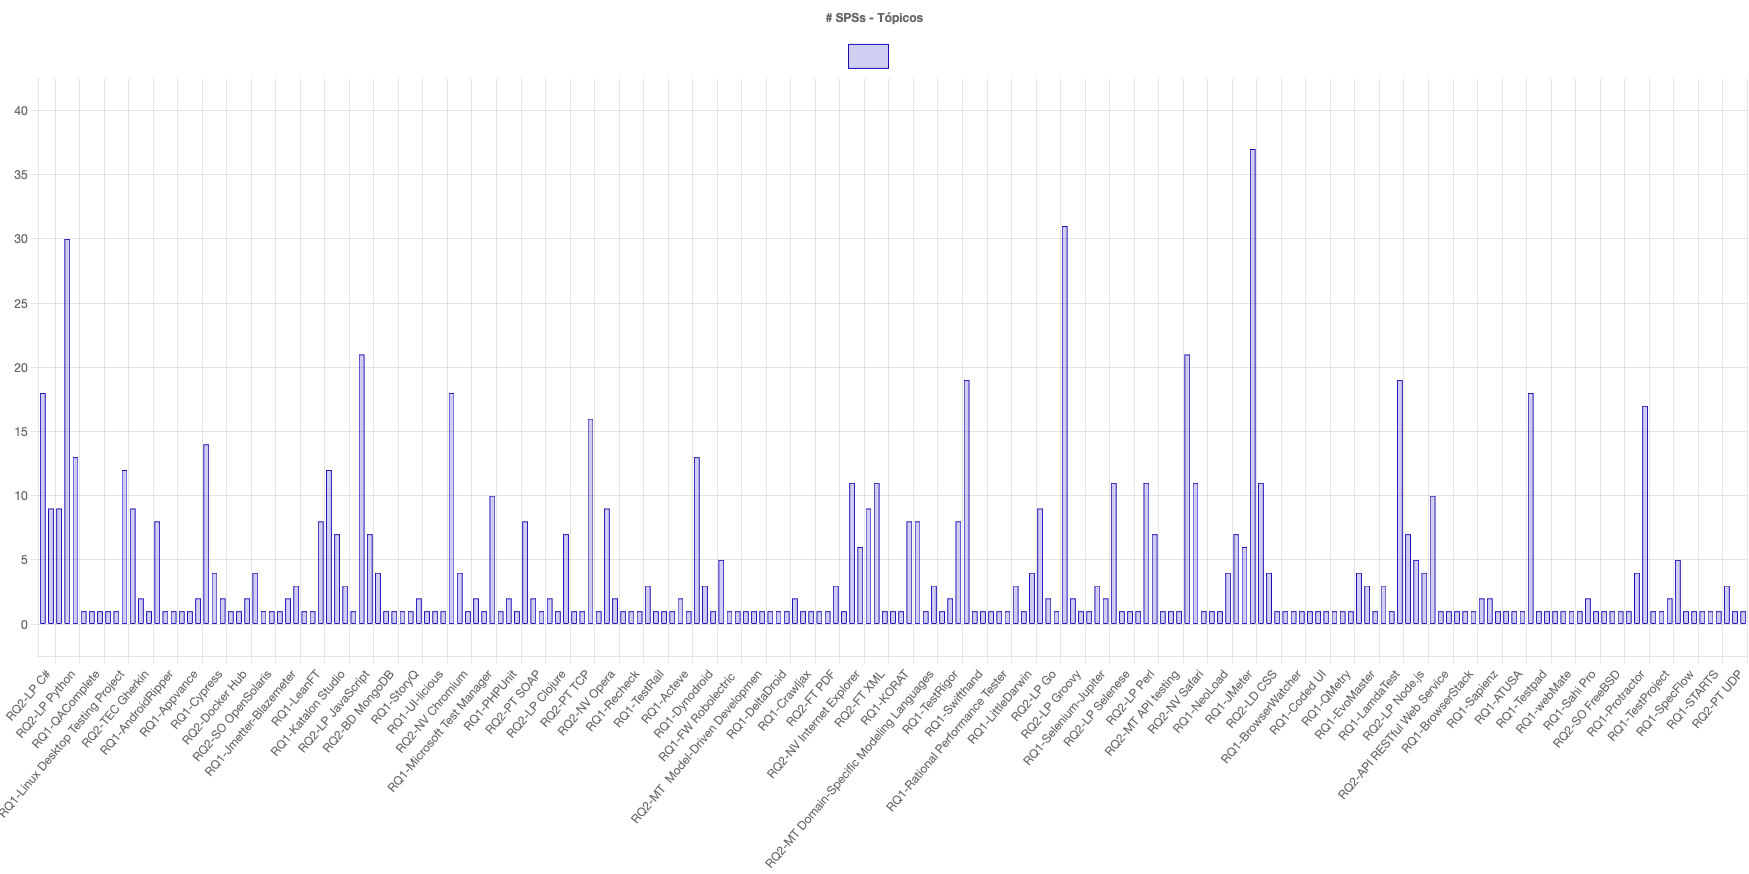 # SPSs - Tópicos
40
35
30
25
20
15
10
5
0
RQ2-LP C#
RQ2-LP Python
RQ1-QAComplete
RQ1-Linux Desktop Testing Project
RQ2-TEC Gherkin
RQ1-AndroidRipper
RQ1-Appvance
RQ1-Cypress
RQ2-Docker Hub
RQ2-SO OpenSolaris
RQ1-Jmetter-Blazemeter
RQ1-LeanFT
RQ1-Katalon Studio
RQ2-LP JavaScript
RQ2-BD MongoDB
RQ1-StoryQ
RQ1-UI-licious
RQ2-NV Chromium
RQ1-Microsoft Test Manager
RQ1-PHPUnit
RQ2-PT SOAP
RQ2-LP Clojure
RQ2-PT TCP
RQ2-NV Opera
RQ1-Recheck
RQ1-TestRail
RQ1-Acteve
RQ1-Dynodroid
RQ1-FW Robolectric
RQ2-MT Model-Driven Developmen
RQ1-DeltaDroid
RQ1-Crawljax
RQ2-FT PDF
RQ2-NV Internet Explorer
RQ2-FT XML
RQ1-KORAT
RQ2-MT Domain-Specific Modeling Languages
RQ1-TestRigor
RQ1-Swifthand
RQ1-Rational Performance Tester
RQ1-LittleDarwin
RQ2-LP Go
RQ2-LP Groovy
RQ1-Selenium-Jupiter
RQ2-LP Selenese
RQ2-LP Perl
RQ2-MT API testing
RQ2-NV Safari
RQ1-NeoLoad
RQ1-JMeter
RQ2-LD CSS
RQ1-BrowserWatcher
RQ1-Coded UI
RQ1-QMetry
RQ1-EvoMaster
RQ1-LamdaTest
RQ2-LP Node.js
RQ2-API RESTful Web Service
RQ1-BrowserStack
RQ1-Sapienz
RQ1-ATUSA
RQ1-Testpad
RQ1-webMate
RQ1-Sahi Pro
RQ2-SO FreeBSD
RQ1-Protractor
RQ1-TestProject
RQ1-SpecFlow
RQ1-STARTS
RQ2-PT UDP